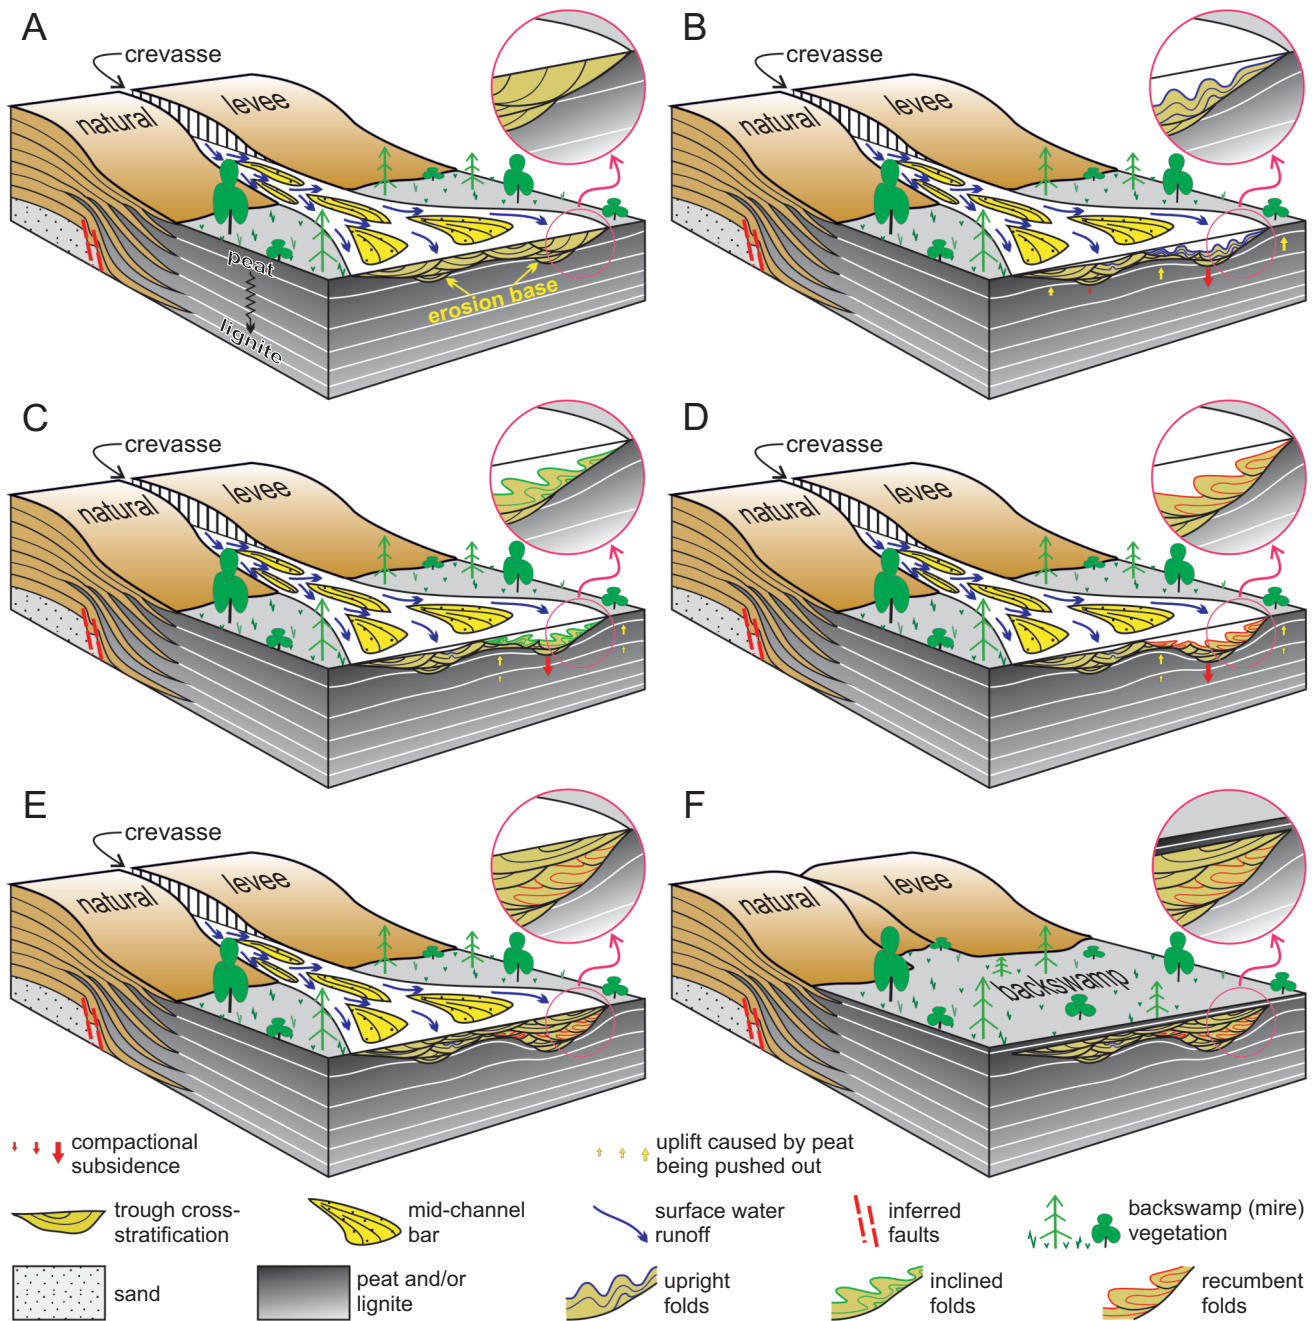 A
crevasse
natural
levee
peat
lignite
erosion base
B
crevasse
natural
levee
C
crevasse
natural
levee
D
crevasse
natural
levee
E
crevasse
natural
levee
F
natural
levee
backswamp
compactional
subsidence
uplift caused by peat
being pushed out
trough cross-
stratification
mid-channel
bar
surface water
runoff
inferred
faults
backswamp (mire)
vegetation
sand
peat and/or
lignite
upright
folds
inclined
folds
recumbent
folds